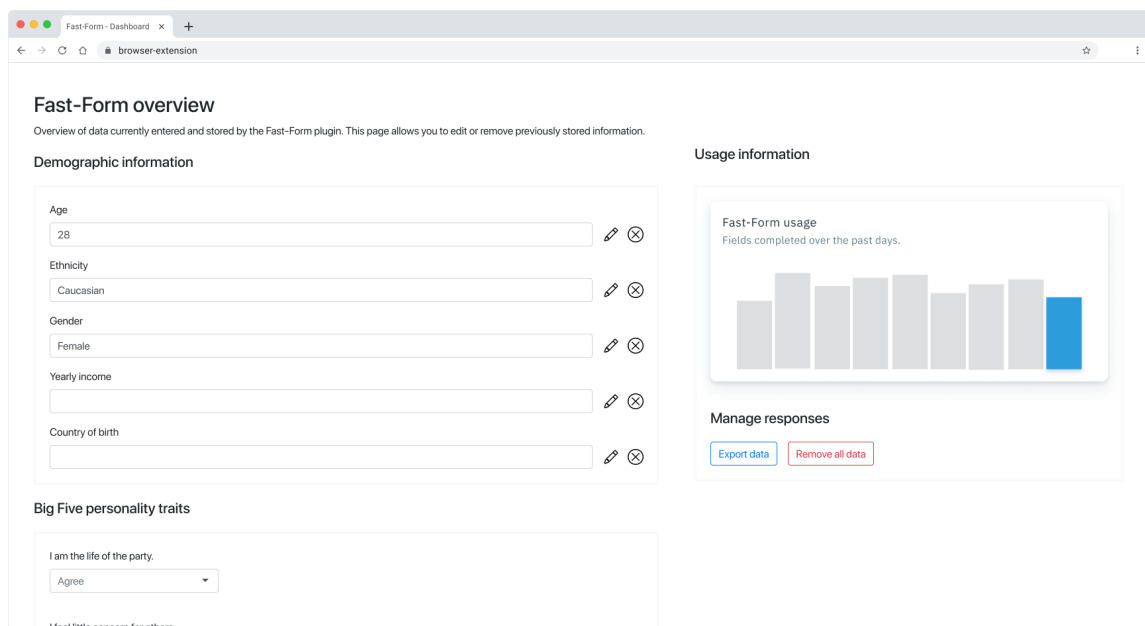 Fast-Form - Dashboard
browser-extension
Fast-Form overview
Overview of data currently entered and stored by the Fast-Form plugin. This page allows you to edit or remove previously stored information.
Demographic information
Age
28
Ethnicity
Caucasian
Gender
Female
Yearly income
Country of birth
Big Five personality traits
I am the life of the party.
Agree
Usage information
Fast-Form usage
Fields completed over the past days.
Manage responses
Export data
Remove all data